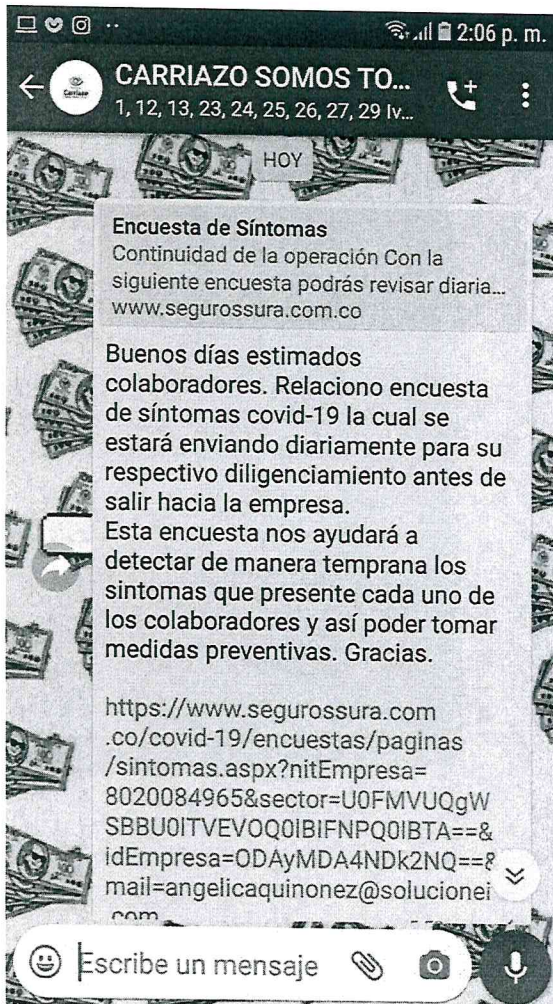 2:06 p. m.
CARRIAZO SOMOS TO...
1, 12, 13, 23, 24, 25, 26, 27, 29 Iv...
HOY
Encuesta de Síntomas
Continuidad de la operación Con la
siguiente encuesta podrás revisar diaria...
www.segurossura.com.co
Buenos días estimados
colaboradores. Relaciono encuesta
de síntomas covid-19 la cual se
estará enviando diariamente para su
respectivo diligenciamiento antes de
salir hacia la empresa.
Esta encuesta nos ayudará a
detectar de manera temprana los
sintomas que presente cada uno de
los colaboradores y así poder tomar
medidas preventivas. Gracias.
https://www.segurossura.com
.co/covid-19/encuestas/paginas
/sintomas.aspx?nitEmpresa=
8020084965&sector=U0FMVUQgW
SBBU0lTVEVOQ0lBIFNPQ0lBTA==&
idEmpresa=ODAyMDA4NDk2NQ==&
mail=angelicaquinonez@solucionei
.com
Escribe un mensaje